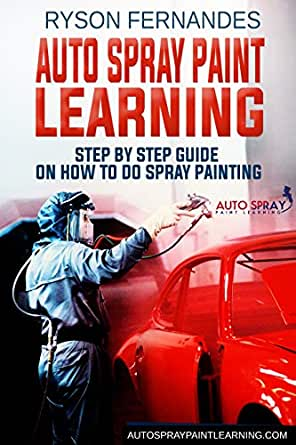 RYSON FERNANDES
AUTO SPRAY PAINT
LEARNING
STEP BY STEP GUIDE
ON HOW TO DO SPRAY PAINTING
AUTO SPRAY
PAINT LEARNING
AUTOSPRAYPAINTLEARNING.COM